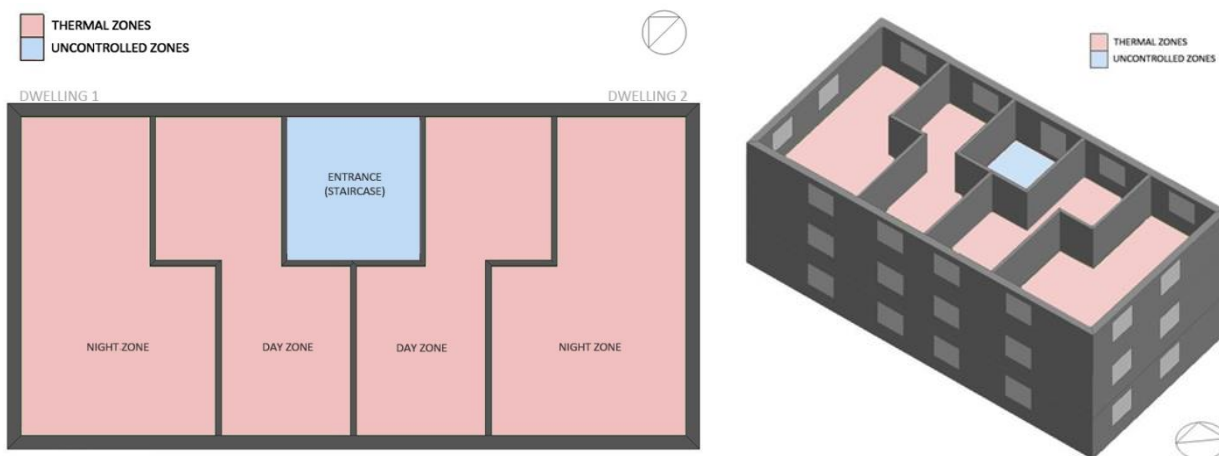 THERMAL ZONES
UNCONTROLLED ZONES
DWELLING 1
DWELLING 2
ENTRANCE
(STAIRCASE)
NIGHT ZONE
DAY ZONE
DAY ZONE
NIGHT ZONE
THERMAL ZONES
UNCONTROLLED ZONES